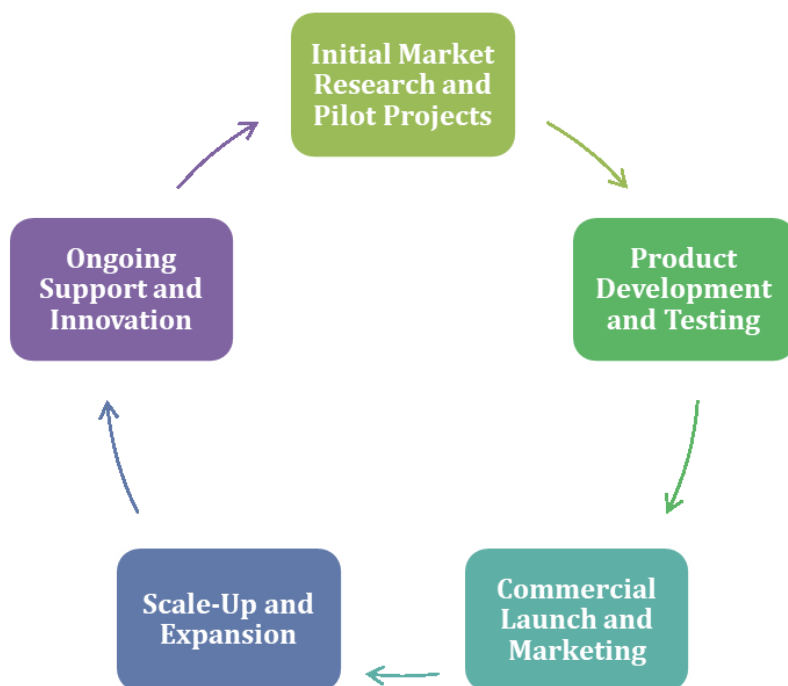 Initial Market
Research and
Pilot Projects
Product
Development
and Testing
Commercial
Launch and
Marketing
Scale-Up and
Expansion
Ongoing
Support and
Innovation